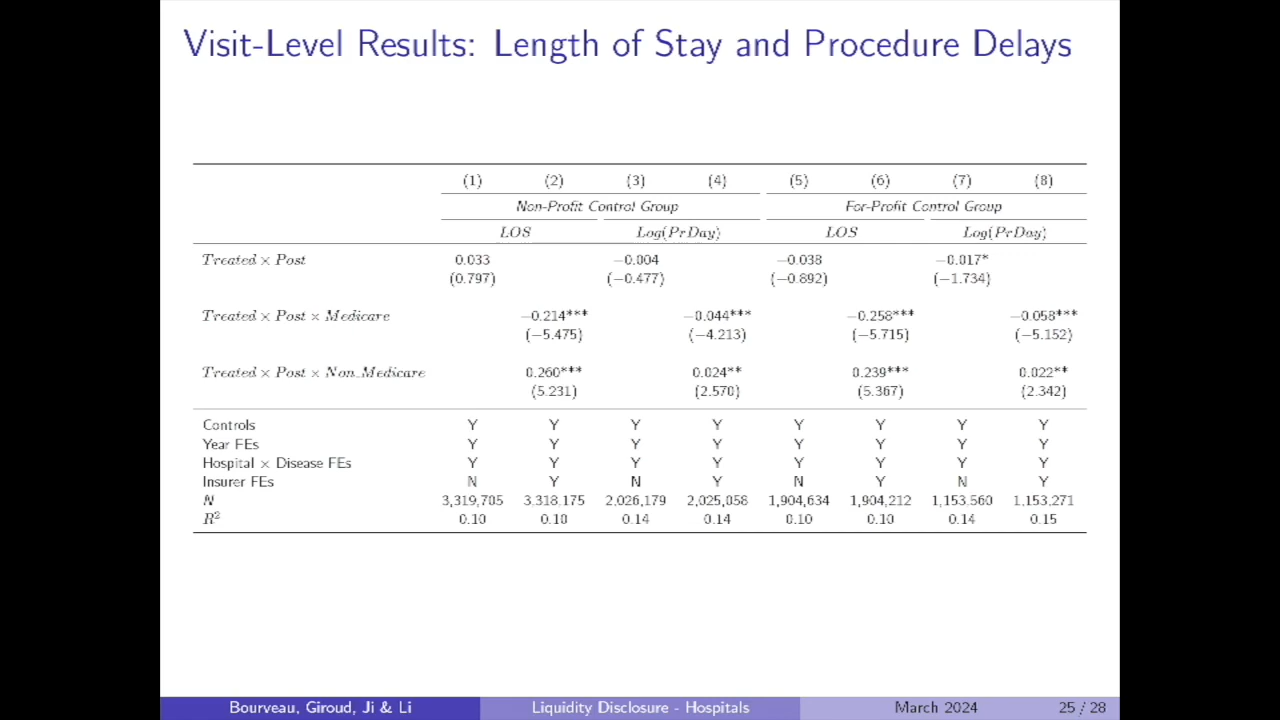 Visit-Level Results: Length of Stay and Procedure Delays
(1) (2) (3) (4) (5) (6) (7) (8)
Non-Profit Control Group For-Profit Control Group
LOS Log(PrDay) LOS Log(PrDay)
Treated × Post 0.033 −0.004 −0.038 −0.017*
(0.797) (−0.477) (−0.892) (−1.734)
Treated × Post × Medicare −0.214*** −0.044*** −0.258*** −0.058***
(−5.475) (−4.213) (−5.715) (−5.152)
Treated × Post × Non_Medicare 0.260*** 0.024** 0.239*** 0.022**
(5.231) (2.570) (5.367) (2.342)
Controls Y Y Y Y Y Y Y Y
Year FEs Y Y Y Y Y Y Y Y
Hospital × Disease FEs Y Y Y Y Y Y Y Y
Insurer FEs N Y N Y N Y N Y
N 3,319,705 3,318,175 2,026,179 2,025,058 1,904,634 1,904,212 1,153,560 1,153,271
R² 0.10 0.10 0.14 0.14 0.10 0.10 0.14 0.15
Bourveau, Giroud, Ji & Li Liquidity Disclosure - Hospitals March 2024 25 / 28